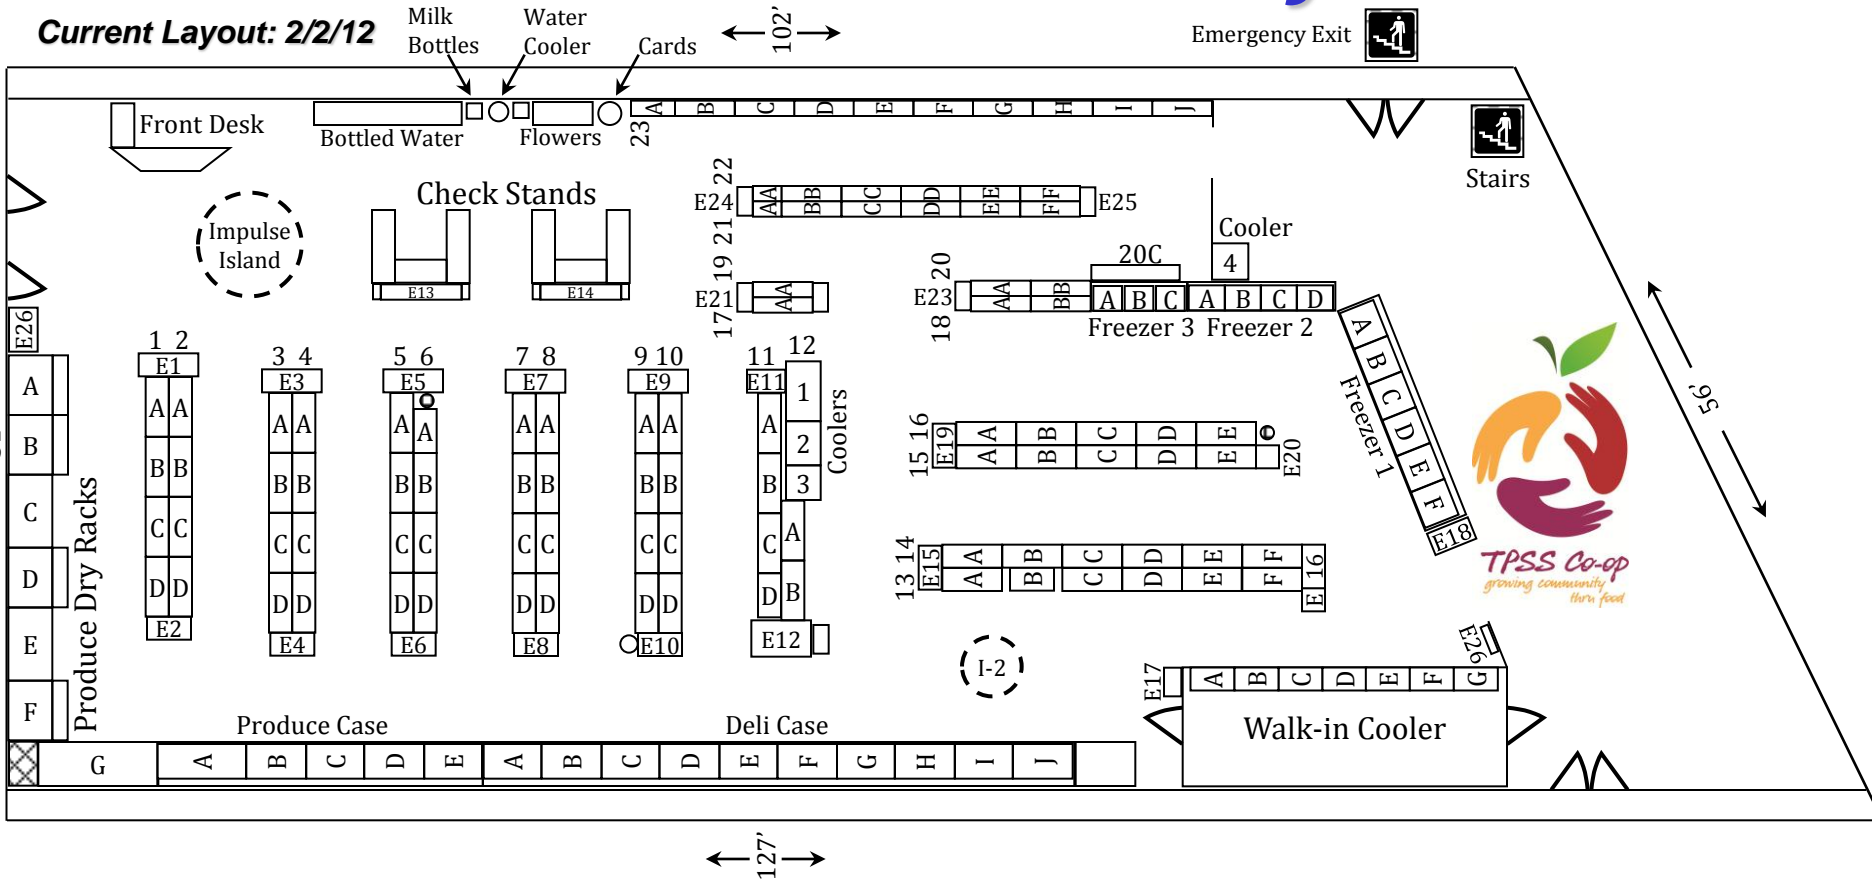 Current Layout: 2/2/12
Milk
Bottles
Water
Cooler
Cards
102'
Emergency Exit
Front Desk
Bottled Water
Flowers
23
A B C D E F G H I J
Stairs
Check Stands
Impulse
Island
E13
E14
22
E24
AA BB CC DD EE FF
E25
21
19
E21
AA
17
20
E23
AA BB
18
20C
Cooler
4
A B C
Freezer 3
A B C D
Freezer 2
A B C D E F
Freezer 1
E18
56'
E26
A
B
C
D
E
F
G
Produce Dry Racks
1 2
E1
A A
B B
C C
D D
E2
3 4
E3
A A
B B
C C
D D
E4
5 6
E5
A A
B B
C C
D D
E6
7 8
E7
A A
B B
C C
D D
E8
9 10
E9
A A
B B
C C
D D
E10
11
E11
A
B
C
D
12
1
2
3
A
B
Coolers
E12
16
15
E19
A B C D E
A B C D E
E20
14
13
E15
A B C D E F
A B C D E F
E 16
TPSS Co-op
growing community
thru food
I-2
E17
E26
A B C D E F G
Walk-in Cooler
Produce Case
A B C D E
Deli Case
A B C D E F G H I J
127'